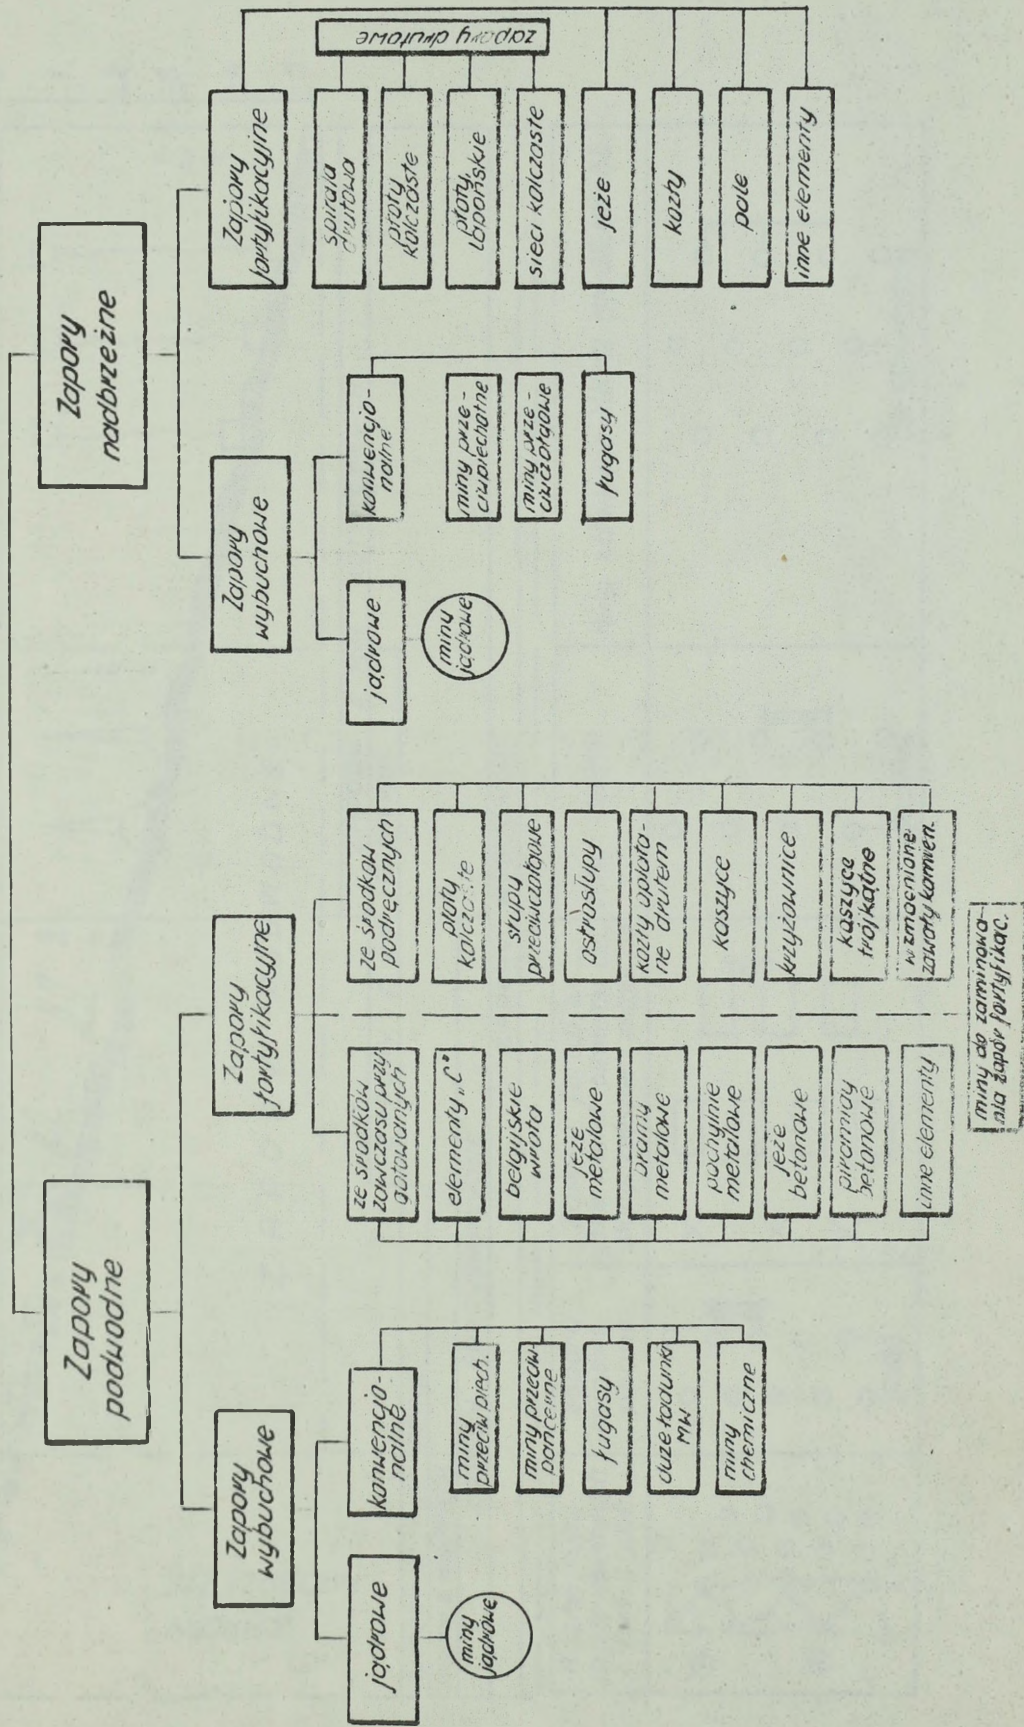 Zapory
podwodne
Zapory
nadbrzeżne
Zapory
wybuchowe
Zapory
fortyfikacyjne
Zapory
wybuchowe
Zapory
fortyfikacyjne
jądrowe
miny
jądrowe
konwencjo-
nalne
miny
przeciw piech.
miny przeciw-
pancerne
fugasy
duże ładunki
MW
miny
chemiczne
ze środków
zawczasu przy-
gotowanych
elementy „C"
belgijskie
wrota
jeże
metalowe
bramy
metalowe
pochylnie
metalowe
jeże
betonowe
piramidy
betonowe
inne elementy
ze środków
podręcznych
płoty
kolczaste
słupy
przeciwczołgowe
ostrosłupy
kozły oplata-
ne drutem
kaszyce
krzyżownice
kaszyce
trójkątne
wzmocnione
zawały kamien.
miny do zaminowa-
nia zapór fortyfikac.
jądrowe
miny
jądrowe
konwencjo-
nalne
miny prze-
ciwpiechotne
miny prze-
ciwczołgowe
fugasy
zapory drutowe
spirala
drutowa
płoty
kolczaste
płoty
lapońskie
sieci kolczaste
jeże
kozły
pale
inne elementy